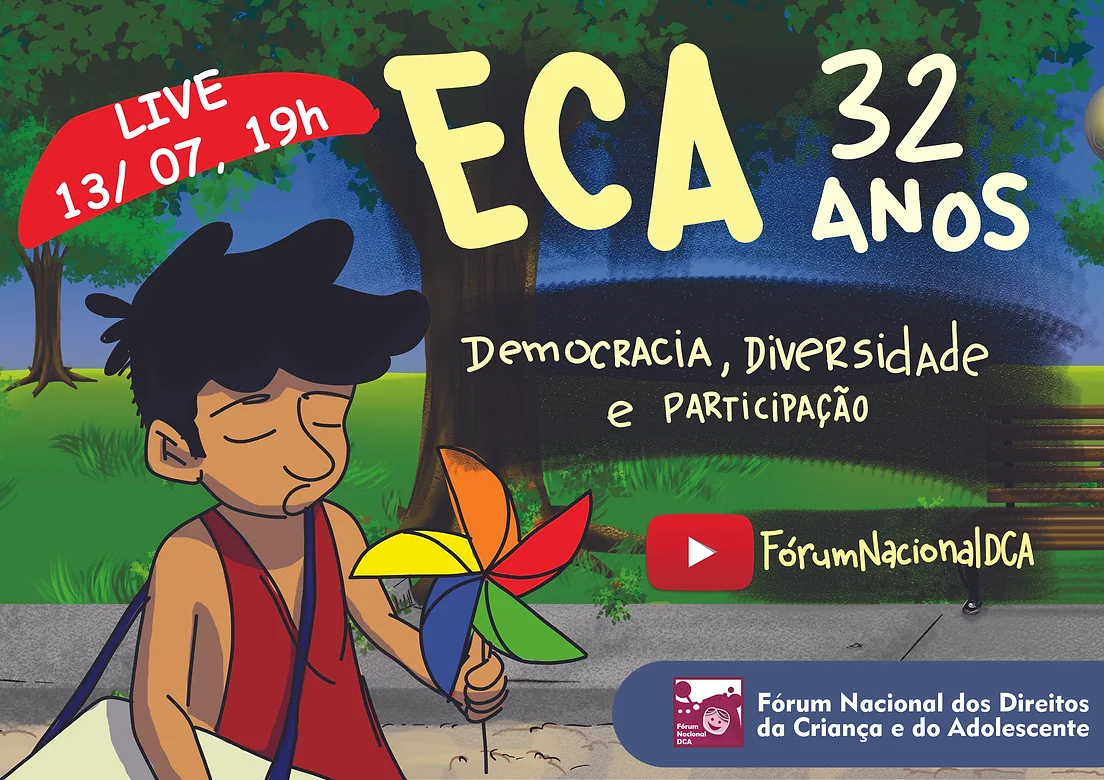 LIVE
13/ 07, 19h
ECA
32
ANOS
Democracia, Diversidade
e participação
FórumNacionalDCA
Fórum
Nacional
DCA
Fórum Nacional dos Direitos
da Criança e do Adolescente